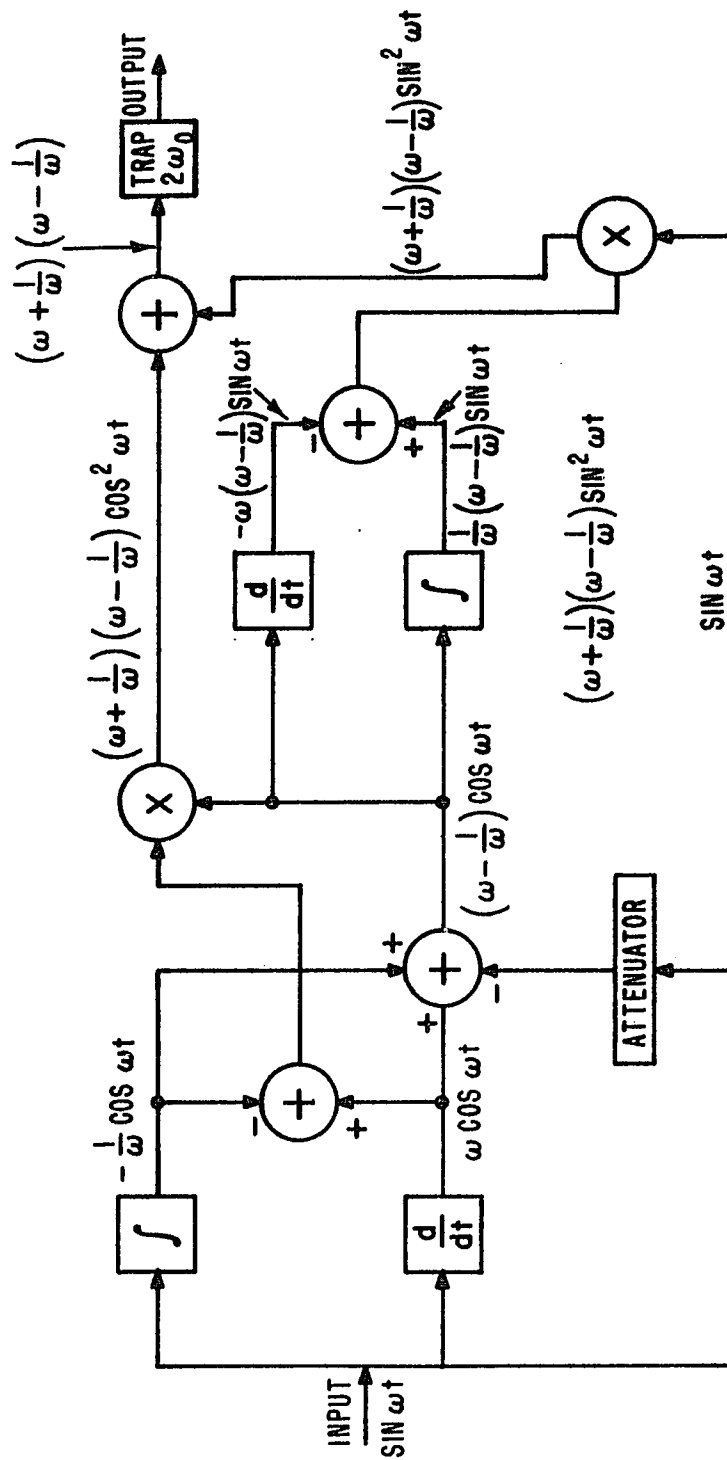 INPUT
SIN ωt
∫
d/dt
-1/ω COS ωt
ω COS ωt
-
+
+
+
+
+
-
ATTENUATOR
(ω - 1/ω) COS ωt
X
(ω + 1/ω) (ω - 1/ω) COS² ωt
d/dt
∫
-ω (ω - 1/ω) SIN ωt
1/ω (ω - 1/ω) SIN ωt
-
+
+
(ω + 1/ω) (ω - 1/ω) SIN² ωt
SIN ωt
X
(ω + 1/ω) (ω - 1/ω) SIN² ωt
+
(ω + 1/ω) (ω - 1/ω)
TRAP
2ω₀
OUTPUT